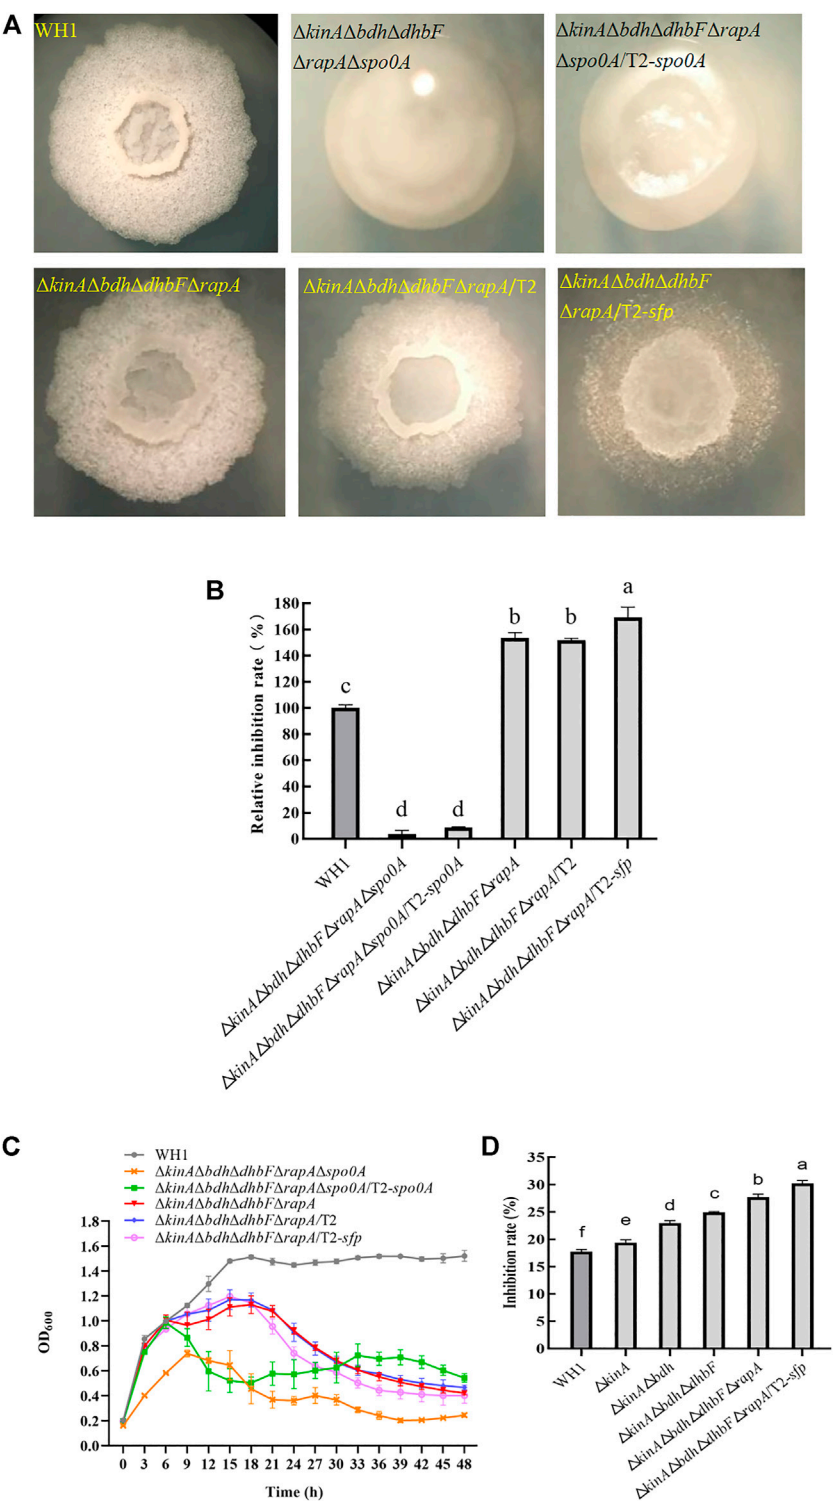 A
WH1
ΔkinAΔbdhΔdhbF
ΔrapAΔspo0A
ΔkinAΔbdhΔdhbFΔrapA
Δspo0A/T2-spo0A
ΔkinAΔbdhΔdhbFΔrapA
ΔkinAΔbdhΔdhbFΔrapA/T2
ΔkinAΔbdhΔdhbF
ΔrapA/T2-sfp
B
Relative inhibition rate ( %)
180
160
140
120
100
80
60
40
20
0
c
d
d
b
b
a
WH1
ΔkinAΔbdhΔdhbFΔrapAΔspo0A
ΔkinAΔbdhΔdhbFΔrapAΔspo0A/T2-spo0A
ΔkinAΔbdhΔdhbFΔrapA
ΔkinAΔbdhΔdhbFΔrapA/T2
ΔkinAΔbdhΔdhbFΔrapA/T2-sfp
C
WH1
ΔkinAΔbdhΔdhbFΔrapAΔspo0A
ΔkinAΔbdhΔdhbFΔrapAΔspo0A/T2-spo0A
ΔkinAΔbdhΔdhbFΔrapA
ΔkinAΔbdhΔdhbFΔrapA/T2
ΔkinAΔbdhΔdhbFΔrapA/T2-sfp
OD600
1.8
1.6
1.4
1.2
1.0
0.8
0.6
0.4
0.2
0.0
0 3 6 9 12 15 18 21 24 27 30 33 36 39 42 45 48
Time (h)
D
Inhibition rate (%)
35
30
25
20
15
10
5
0
f
e
d
c
b
a
WH1
ΔkinA
ΔkinAΔbdh
ΔkinAΔbdhΔdhbF
ΔkinAΔbdhΔdhbFΔrapA
ΔkinAΔbdhΔdhbFΔrapA/T2-sfp